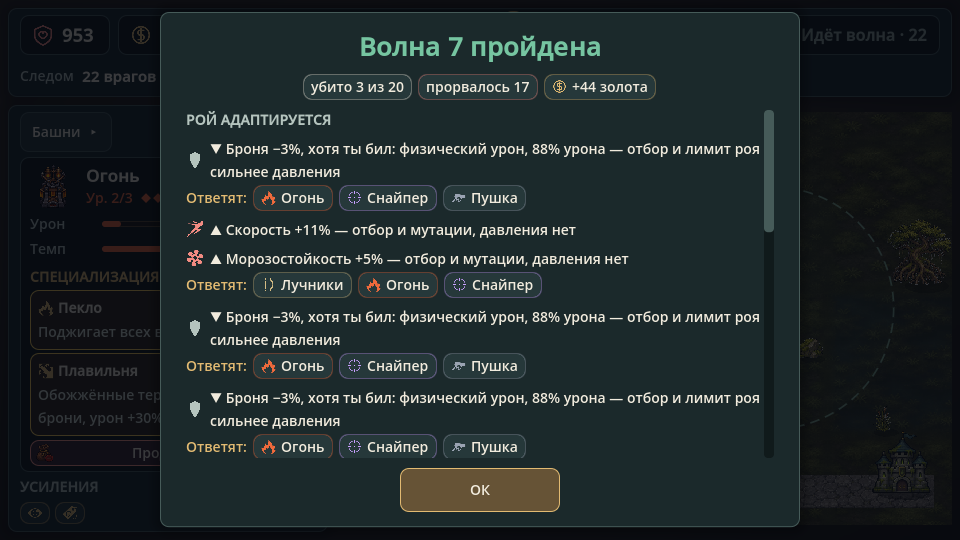 953
Идёт волна · 22
Следом 22 врагов
Башни
Огонь
Ур. 2/3
Урон
Темп
СПЕЦИАЛИЗАЦИЯ
Пекло
Поджигает всех в
Плавильня
Обожжённые тер
брони, урон +30%
Про
УСИЛЕНИЯ
Волна 7 пройдена
убито 3 из 20
прорвалось 17
+44 золота
РОЙ АДАПТИРУЕТСЯ
▼ Броня −3%, хотя ты бил: физический урон, 88% урона — отбор и лимит роя
сильнее давления
Ответят: Огонь Снайпер Пушка
▲ Скорость +11% — отбор и мутации, давления нет
▲ Морозостойкость +5% — отбор и мутации, давления нет
Ответят: Лучники Огонь Снайпер
▼ Броня −3%, хотя ты бил: физический урон, 88% урона — отбор и лимит роя
сильнее давления
Ответят: Огонь Снайпер Пушка
▼ Броня −3%, хотя ты бил: физический урон, 88% урона — отбор и лимит роя
сильнее давления
Ответят: Огонь Снайпер Пушка
ОК